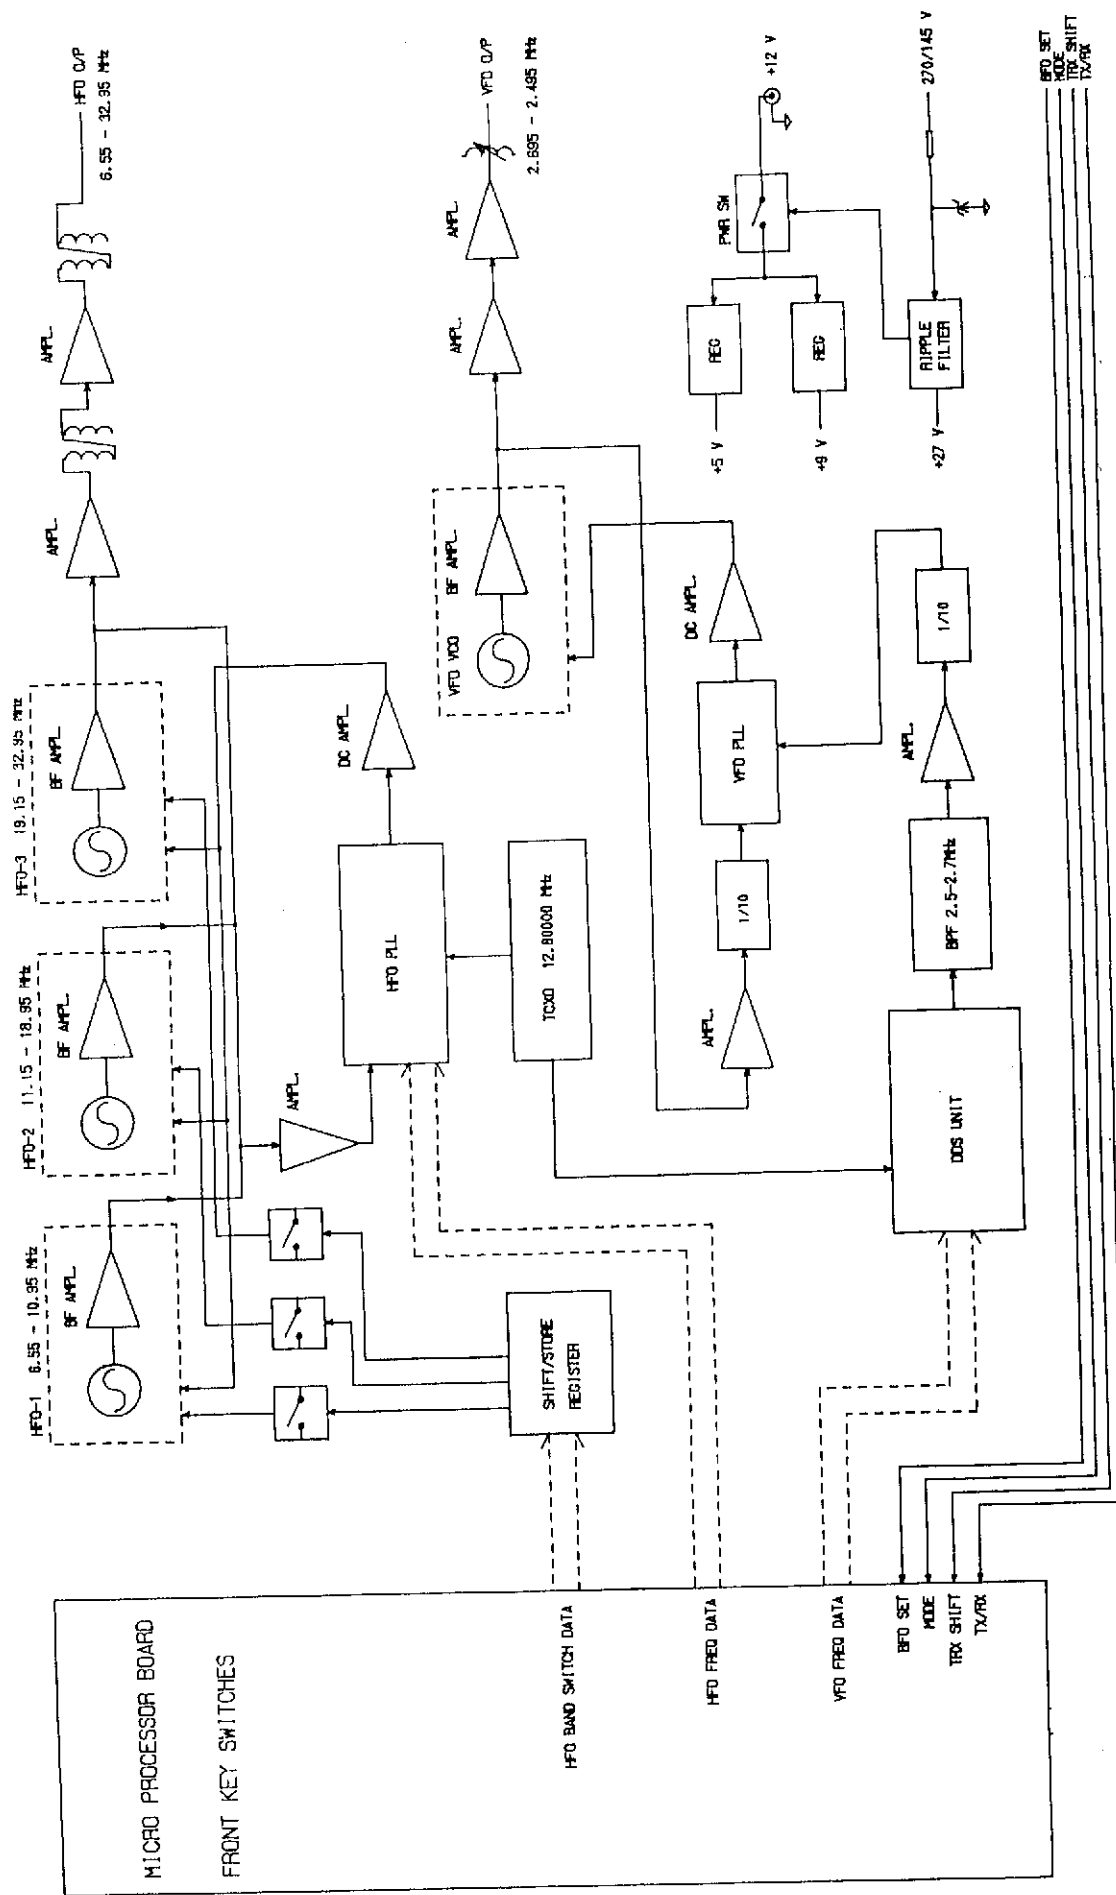 HFO-1 6.55 - 10.95 MHz
BF AMPL.
HFO-2 11.15 - 18.95 MHz
BF AMPL.
HFO-3 19.15 - 32.95 MHz
BF AMPL.
AMPL.
AMPL.
HFO O/P
6.55 - 32.95 MHz
MICRO PROCESSOR BOARD
FRONT KEY SWITCHES
AMPL.
HFO PLL
DC AMPL.
VFO VCO
BF AMPL.
AMPL.
AMPL.
VFO O/P
2.695 - 2.495 MHz
SHIFT/STORE
REGISTER
TCXO 12.80000 MHz
HFO BAND SWITCH DATA
HFO FREQ DATA
VFO FREQ DATA
AMPL.
1/10
VFO PLL
DC AMPL.
+5 V
REG
PWR SW
+12 V
+9 V
REG
DDS UNIT
BPF 2.5-2.7MHz
AMPL.
1/10
+27 V
RIPPLE
FILTER
270/145 V
BFO SET
MODE
TRX SHIFT
TX/RX
BFO SET
MODE
TRX SHIFT
TX/RX